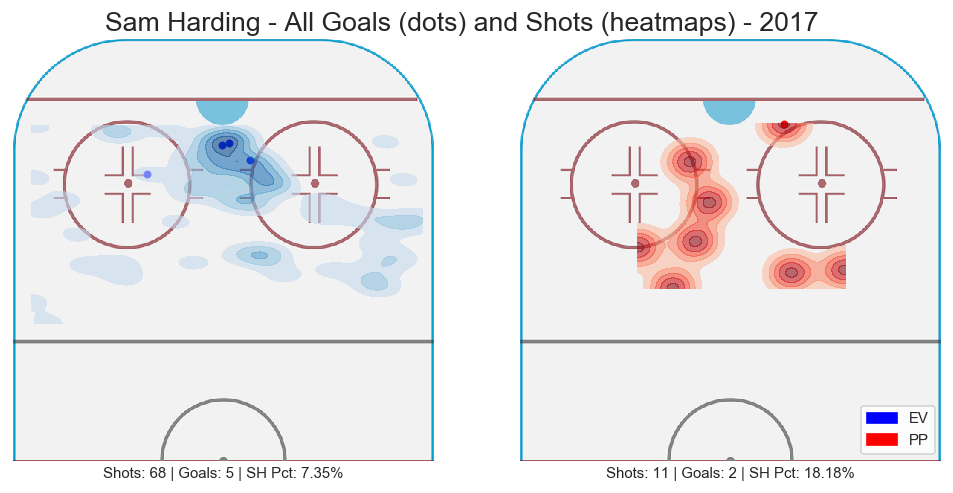 Sam Harding - All Goals (dots) and Shots (heatmaps) - 2017
EV
PP
Shots: 68 | Goals: 5 | SH Pct: 7.35%
Shots: 11 | Goals: 2 | SH Pct: 18.18%